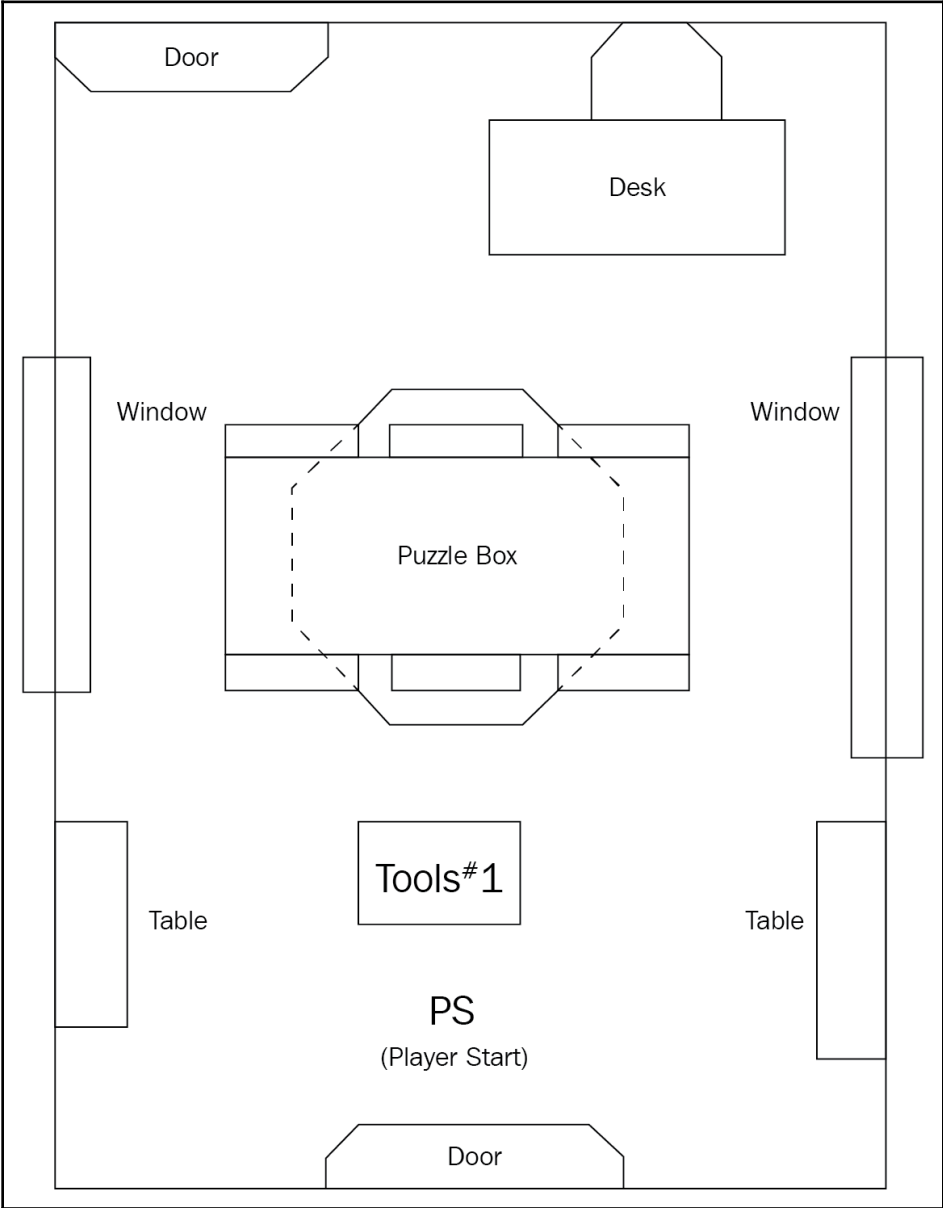 Door
Desk
Window
Window
Puzzle Box
Tools#1
Table
Table
PS
(Player Start)
Door